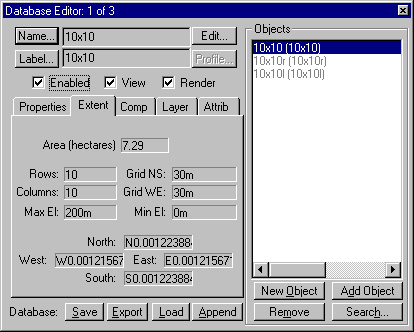 Database Editor: 1 of 3
Name... 10x10 Edit...
Label... 10x10 Profile...
Enabled View Render
Properties Extent Comp Layer Attrib
Area (hectares) 7.29
Rows: 10 Grid NS: 30m
Columns: 10 Grid WE: 30m
Max El: 200m Min El: 0m
North: N0.00122388
West: W0.00121567 East: E0.00121567
South: S0.00122388
Database: Save Export Load Append
Objects
10x10 (10x10)
10x10r (10x10r)
10x10l (10x10l)
New Object Add Object
Remove Search...